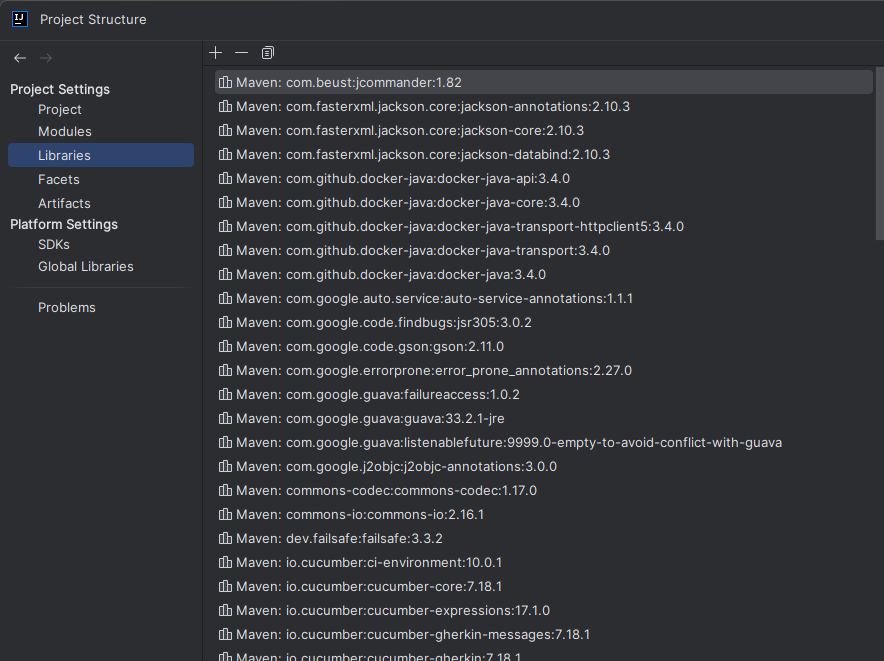 IJ
Project Structure
Project Settings
Project
Modules
Libraries
Facets
Artifacts
Platform Settings
SDKs
Global Libraries
Problems
Maven: com.beust:jcommander:1.82
Maven: com.fasterxml.jackson.core:jackson-annotations:2.10.3
Maven: com.fasterxml.jackson.core:jackson-core:2.10.3
Maven: com.fasterxml.jackson.core:jackson-databind:2.10.3
Maven: com.github.docker-java:docker-java-api:3.4.0
Maven: com.github.docker-java:docker-java-core:3.4.0
Maven: com.github.docker-java:docker-java-transport-httpclient5:3.4.0
Maven: com.github.docker-java:docker-java-transport:3.4.0
Maven: com.github.docker-java:docker-java:3.4.0
Maven: com.google.auto.service:auto-service-annotations:1.1.1
Maven: com.google.code.findbugs:jsr305:3.0.2
Maven: com.google.code.gson:gson:2.11.0
Maven: com.google.errorprone:error_prone_annotations:2.27.0
Maven: com.google.guava:failureaccess:1.0.2
Maven: com.google.guava:guava:33.2.1-jre
Maven: com.google.guava:listenablefuture:9999.0-empty-to-avoid-conflict-with-guava
Maven: com.google.j2objc:j2objc-annotations:3.0.0
Maven: commons-codec:commons-codec:1.17.0
Maven: commons-io:commons-io:2.16.1
Maven: dev.failsafe:failsafe:3.3.2
Maven: io.cucumber:ci-environment:10.0.1
Maven: io.cucumber:cucumber-core:7.18.1
Maven: io.cucumber:cucumber-expressions:17.1.0
Maven: io.cucumber:cucumber-gherkin-messages:7.18.1
Maven: io.cucumber:cucumber-gherkin:7.18.1